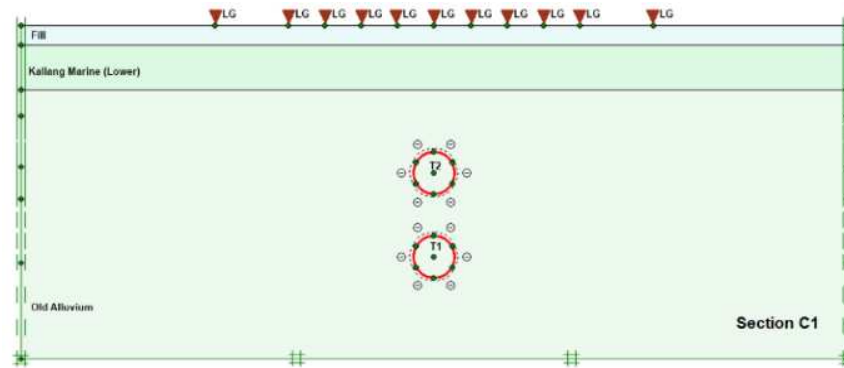 LG LG LG LG LG LG LG LG LG LG LG
Fill
Kallang Marine (Lower)
T2
T1
Old Alluvium
Section C1